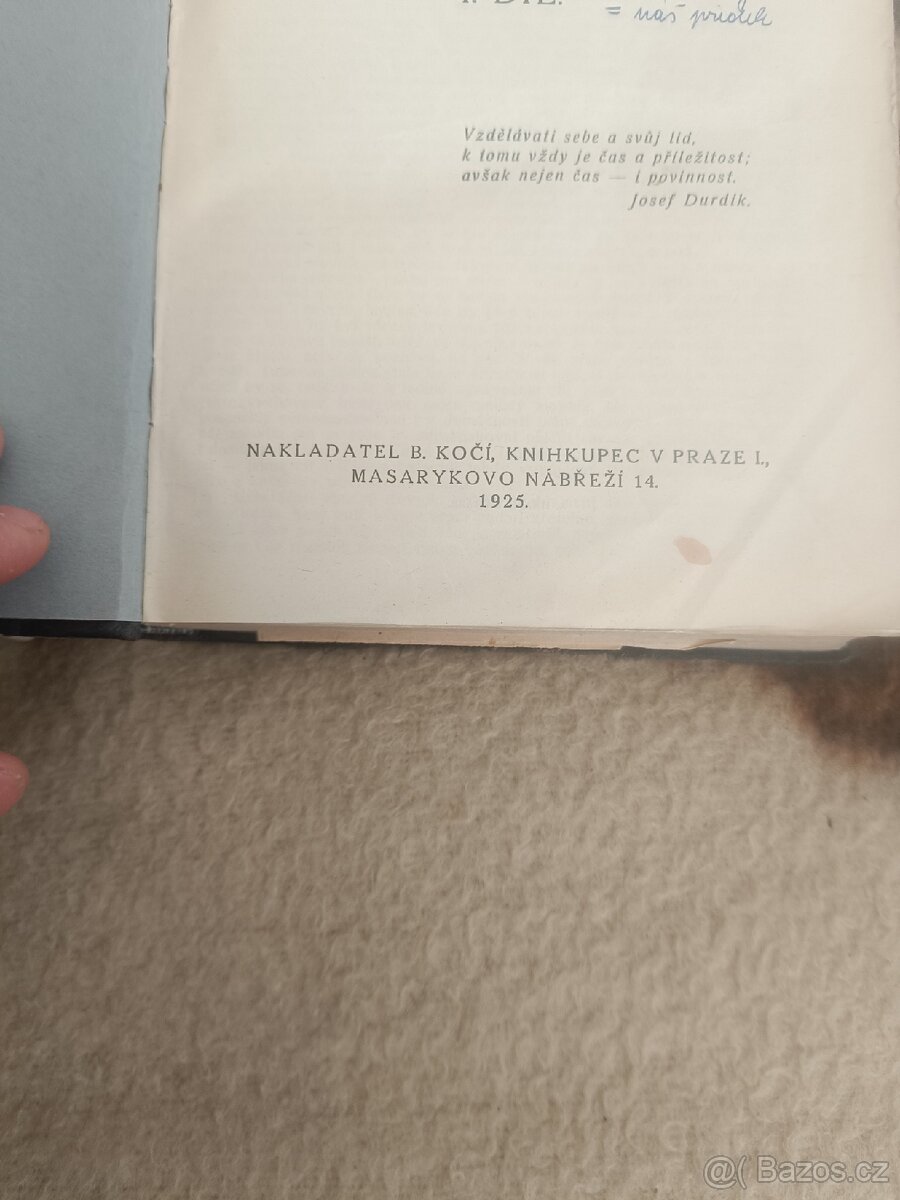 I. DÍL.
= náš
Vzdělávati sebe a svůj lid,
k tomu vždy je čas a příležitost;
avšak nejen čas — i povinnost.
Josef Durdík.
NAKLADATEL B. KOČÍ, KNIHKUPEC V PRAZE I.,
MASARYKOVO NÁBŘEŽÍ 14.
1925.
@( Bazos.cz